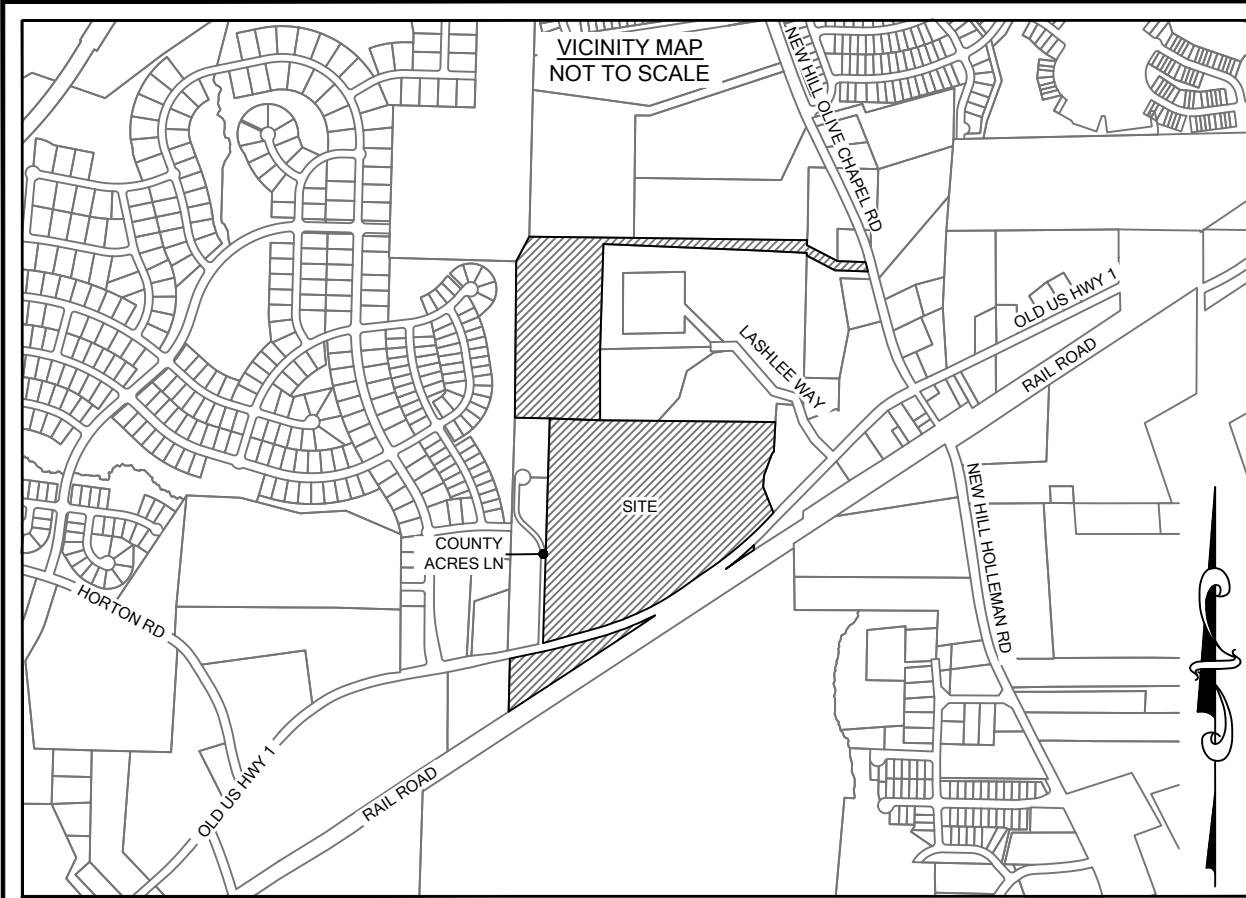 VICINITY MAP
NOT TO SCALE
NEW HILL OLIVE CHAPEL RD
OLD US HWY 1
RAIL ROAD
LASHLEE WAY
SITE
COUNTY
ACRES LN
NEW HILL HOLLEMAN RD
HORTON RD
OLD US HWY 1
RAIL ROAD